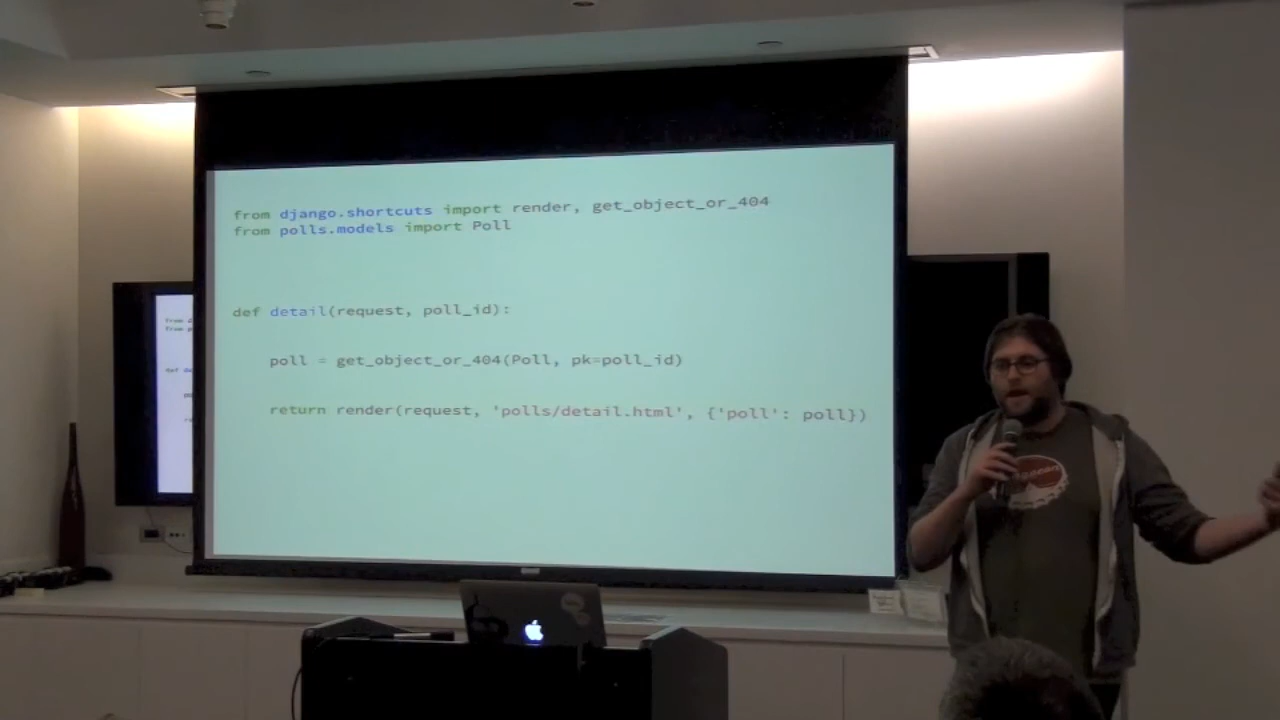 from django.shortcuts import render, get_object_or_404
from polls.models import Poll
def detail(request, poll_id):
poll = get_object_or_404(Poll, pk=poll_id)
return render(request, 'polls/detail.html', {'poll': poll})